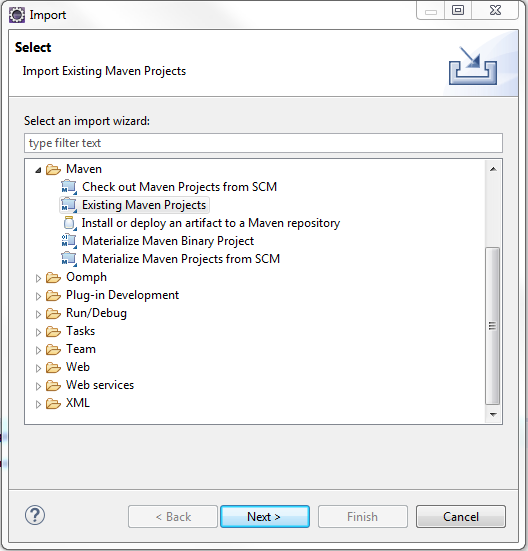 Import
Select
Import Existing Maven Projects
Select an import wizard:
type filter text
Maven
Check out Maven Projects from SCM
Existing Maven Projects
Install or deploy an artifact to a Maven repository
Materialize Maven Binary Project
Materialize Maven Projects from SCM
Oomph
Plug-in Development
Run/Debug
Tasks
Team
Web
Web services
XML
? < Back Next > Finish Cancel